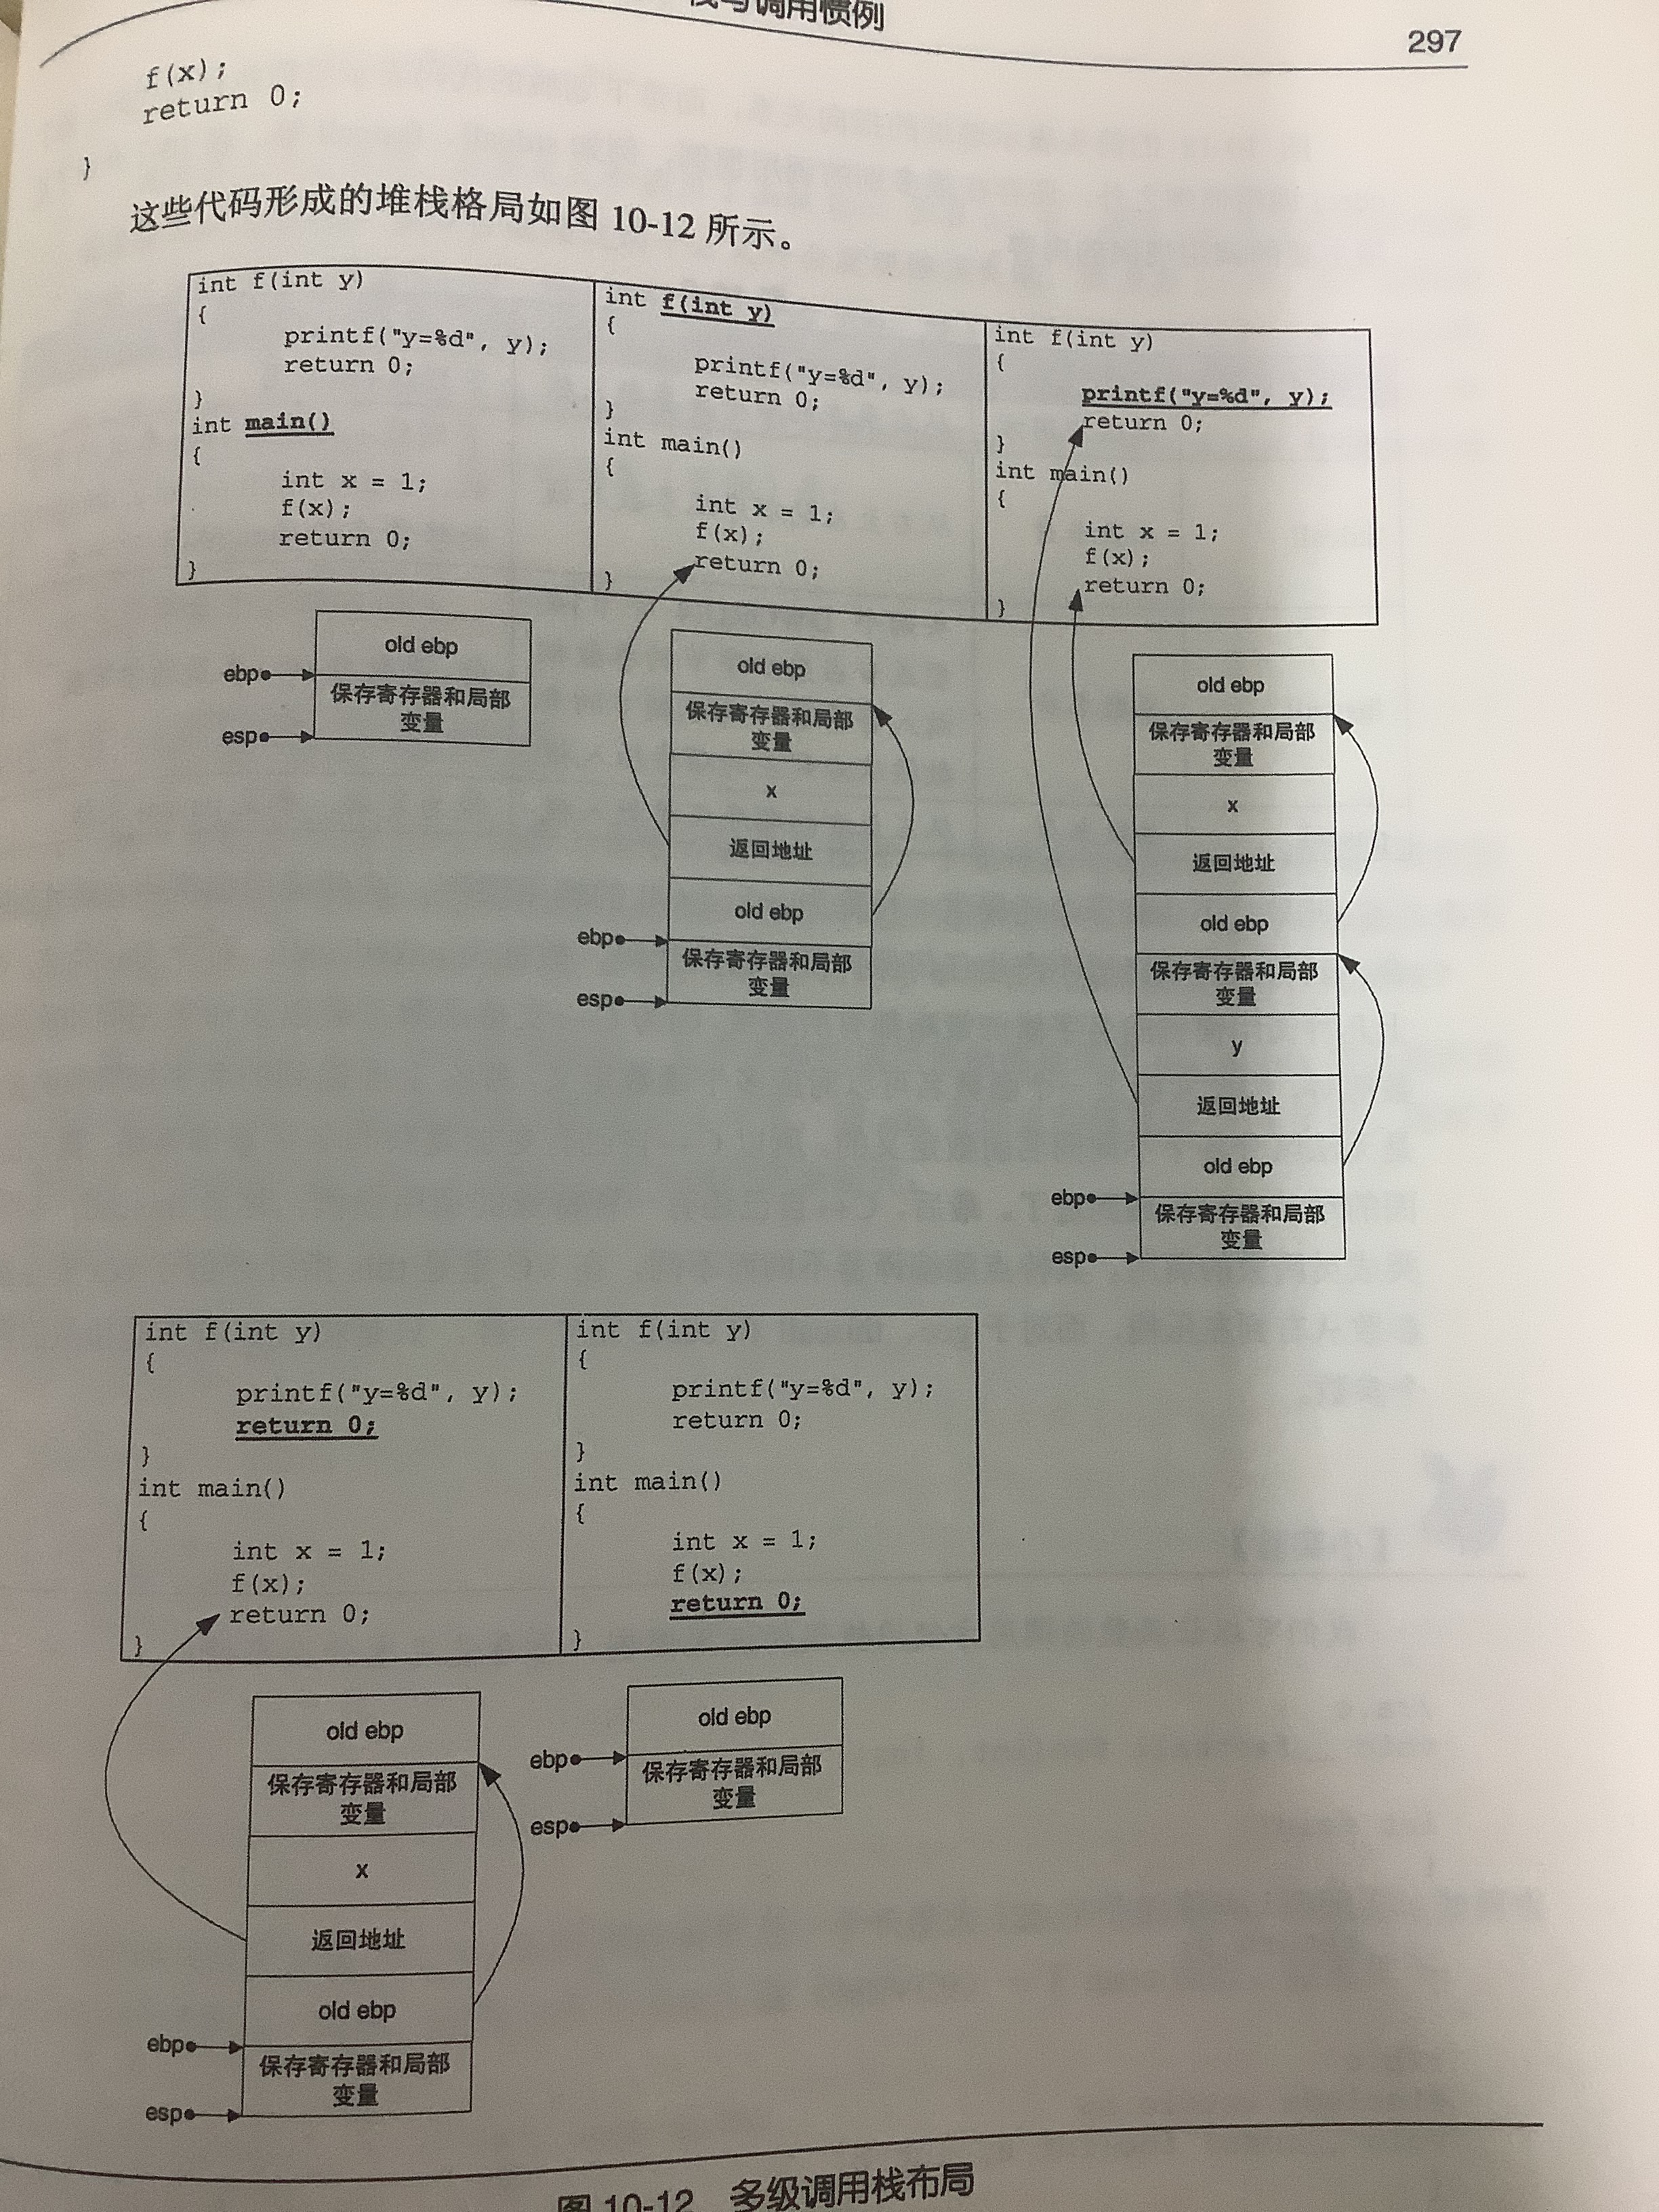 栈与调用惯例
297
f(x);
return 0;
}
这些代码形成的堆栈格局如图 10-12 所示。
int f(int y)
{
printf("y=%d", y);
return 0;
}
int main()
{
int x = 1;
f(x);
return 0;
}
int f(int y)
{
printf("y=%d", y);
return 0;
}
int main()
{
int x = 1;
f(x);
return 0;
}
int f(int y)
{
printf("y=%d", y);
return 0;
}
int main()
{
int x = 1;
f(x);
return 0;
}
old ebp
ebp
保存寄存器和局部
变量
esp
old ebp
保存寄存器和局部
变量
x
返回地址
old ebp
ebp
保存寄存器和局部
变量
esp
old ebp
保存寄存器和局部
变量
x
返回地址
old ebp
保存寄存器和局部
变量
y
返回地址
old ebp
ebp
保存寄存器和局部
变量
esp
int f(int y)
{
printf("y=%d", y);
return 0;
}
int main()
{
int x = 1;
f(x);
return 0;
}
int f(int y)
{
printf("y=%d", y);
return 0;
}
int main()
{
int x = 1;
f(x);
return 0;
}
old ebp
保存寄存器和局部
变量
x
返回地址
old ebp
ebp
保存寄存器和局部
变量
esp
old ebp
ebp
保存寄存器和局部
变量
esp
图 10-12 多级调用栈布局